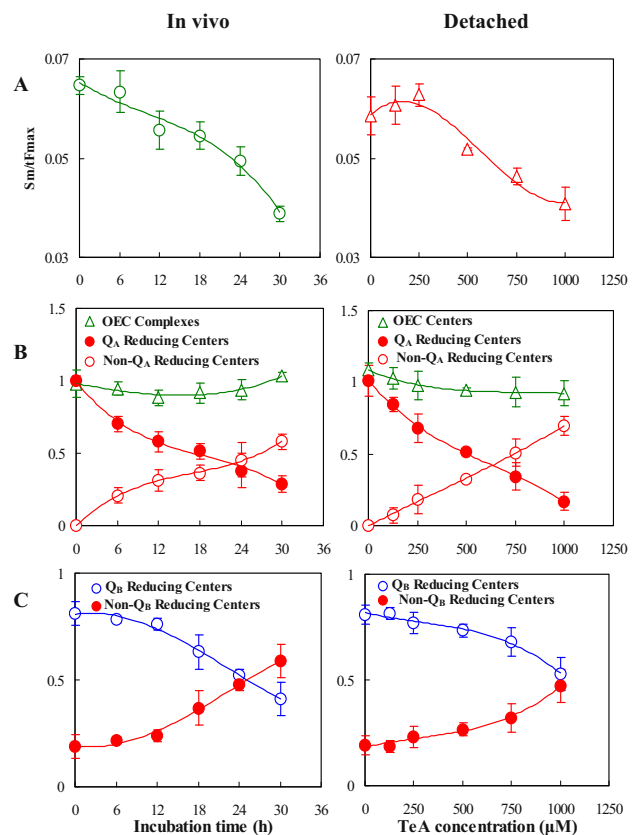 In vivo
Detached
A
Sm/tFmax
0.07
0.05
0.03
0 6 12 18 24 30 36
0.07
0.05
0.03
0 250 500 750 1000 1250
B
1.5
1
0.5
0
OEC Complexes
QA Reducing Centers
Non-QA Reducing Centers
0 6 12 18 24 30 36
1.5
1
0.5
0
OEC Centers
QA Reducing Centers
Non-QA Reducing Centers
0 250 500 750 1000 1250
C
1
0.5
0
QB Reducing Centers
Non-QB Reducing Centers
0 6 12 18 24 30 36
Incubation time (h)
1
0.5
0
QB Reducing Centers
Non-QB Reducing Centers
0 250 500 750 1000 1250
TeA concentration (μM)